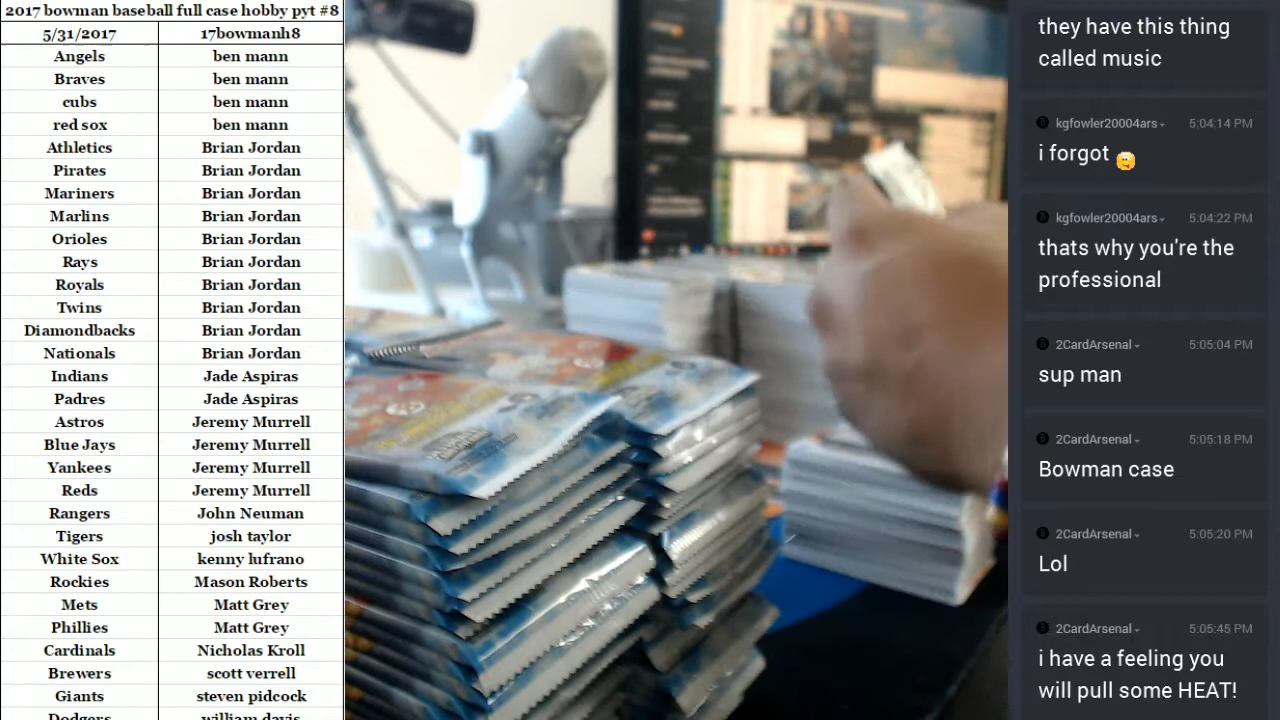 2017 bowman baseball full case hobby pyt #8
5/31/2017 17bowmanh8
Angels ben mann
Braves ben mann
cubs ben mann
red sox ben mann
Athletics Brian Jordan
Pirates Brian Jordan
Mariners Brian Jordan
Marlins Brian Jordan
Orioles Brian Jordan
Rays Brian Jordan
Royals Brian Jordan
Twins Brian Jordan
Diamondbacks Brian Jordan
Nationals Brian Jordan
Indians Jade Aspiras
Padres Jade Aspiras
Astros Jeremy Murrell
Blue Jays Jeremy Murrell
Yankees Jeremy Murrell
Reds Jeremy Murrell
Rangers John Neuman
Tigers josh taylor
White Sox kenny lufrano
Rockies Mason Roberts
Mets Matt Grey
Phillies Matt Grey
Cardinals Nicholas Kroll
Brewers scott verrell
Giants steven pidcock
Dodgers william davis
they have this thing
called music
kgfowler20004ars 5:04:14 PM
i forgot
kgfowler20004ars 5:04:22 PM
thats why you're the
professional
2CardArsenal 5:05:04 PM
sup man
2CardArsenal 5:05:18 PM
Bowman case
2CardArsenal 5:05:20 PM
Lol
2CardArsenal 5:05:45 PM
i have a feeling you
will pull some HEAT!